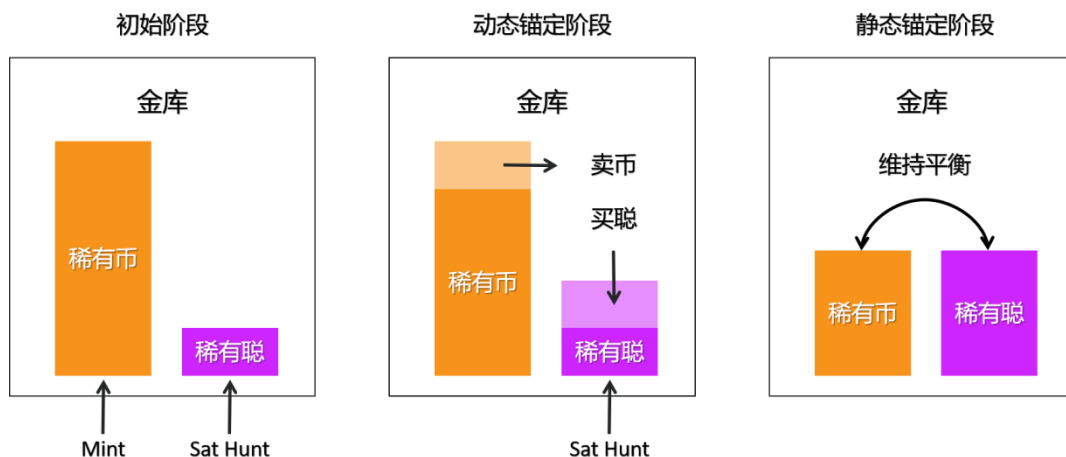 初始阶段
金库
稀有币
稀有聪
Mint
Sat Hunt
动态锚定阶段
金库
卖币
买聪
稀有币
稀有聪
Sat Hunt
静态锚定阶段
金库
维持平衡
稀有币
稀有聪